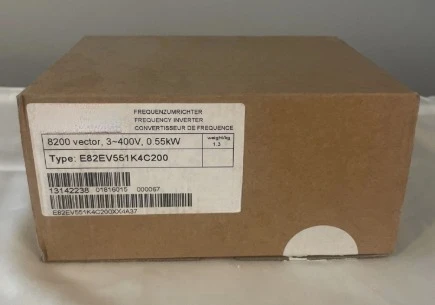 FREQUENZUMRICHTER
FREQUENCY INVERTER
CONVERTISSEUR DE FREQUENCE
8200 vector, 3~400V, 0.55kW
weight/kg
1.3
Type: E82EV551K4C200
13142238 01816015 000067
E82EV551K4C200XX4A37